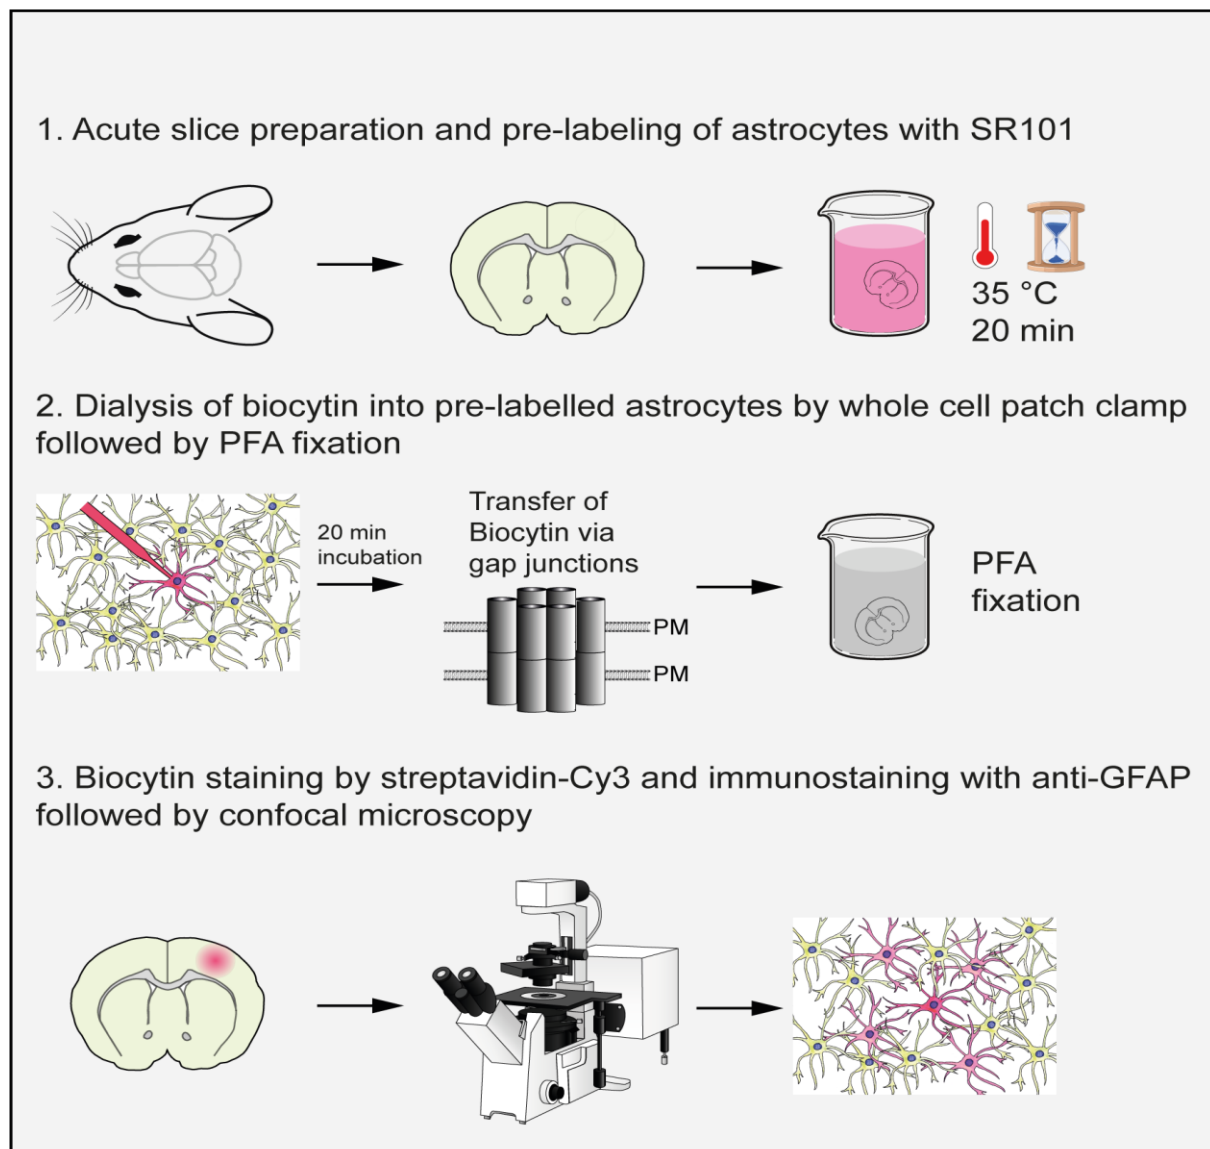 1. Acute slice preparation and pre-labeling of astrocytes with SR101
35 °C
20 min
2. Dialysis of biocytin into pre-labelled astrocytes by whole cell patch clamp
followed by PFA fixation
20 min
incubation
Transfer of
Biocytin via
gap junctions
PM
PM
PFA
fixation
3. Biocytin staining by streptavidin-Cy3 and immunostaining with anti-GFAP
followed by confocal microscopy